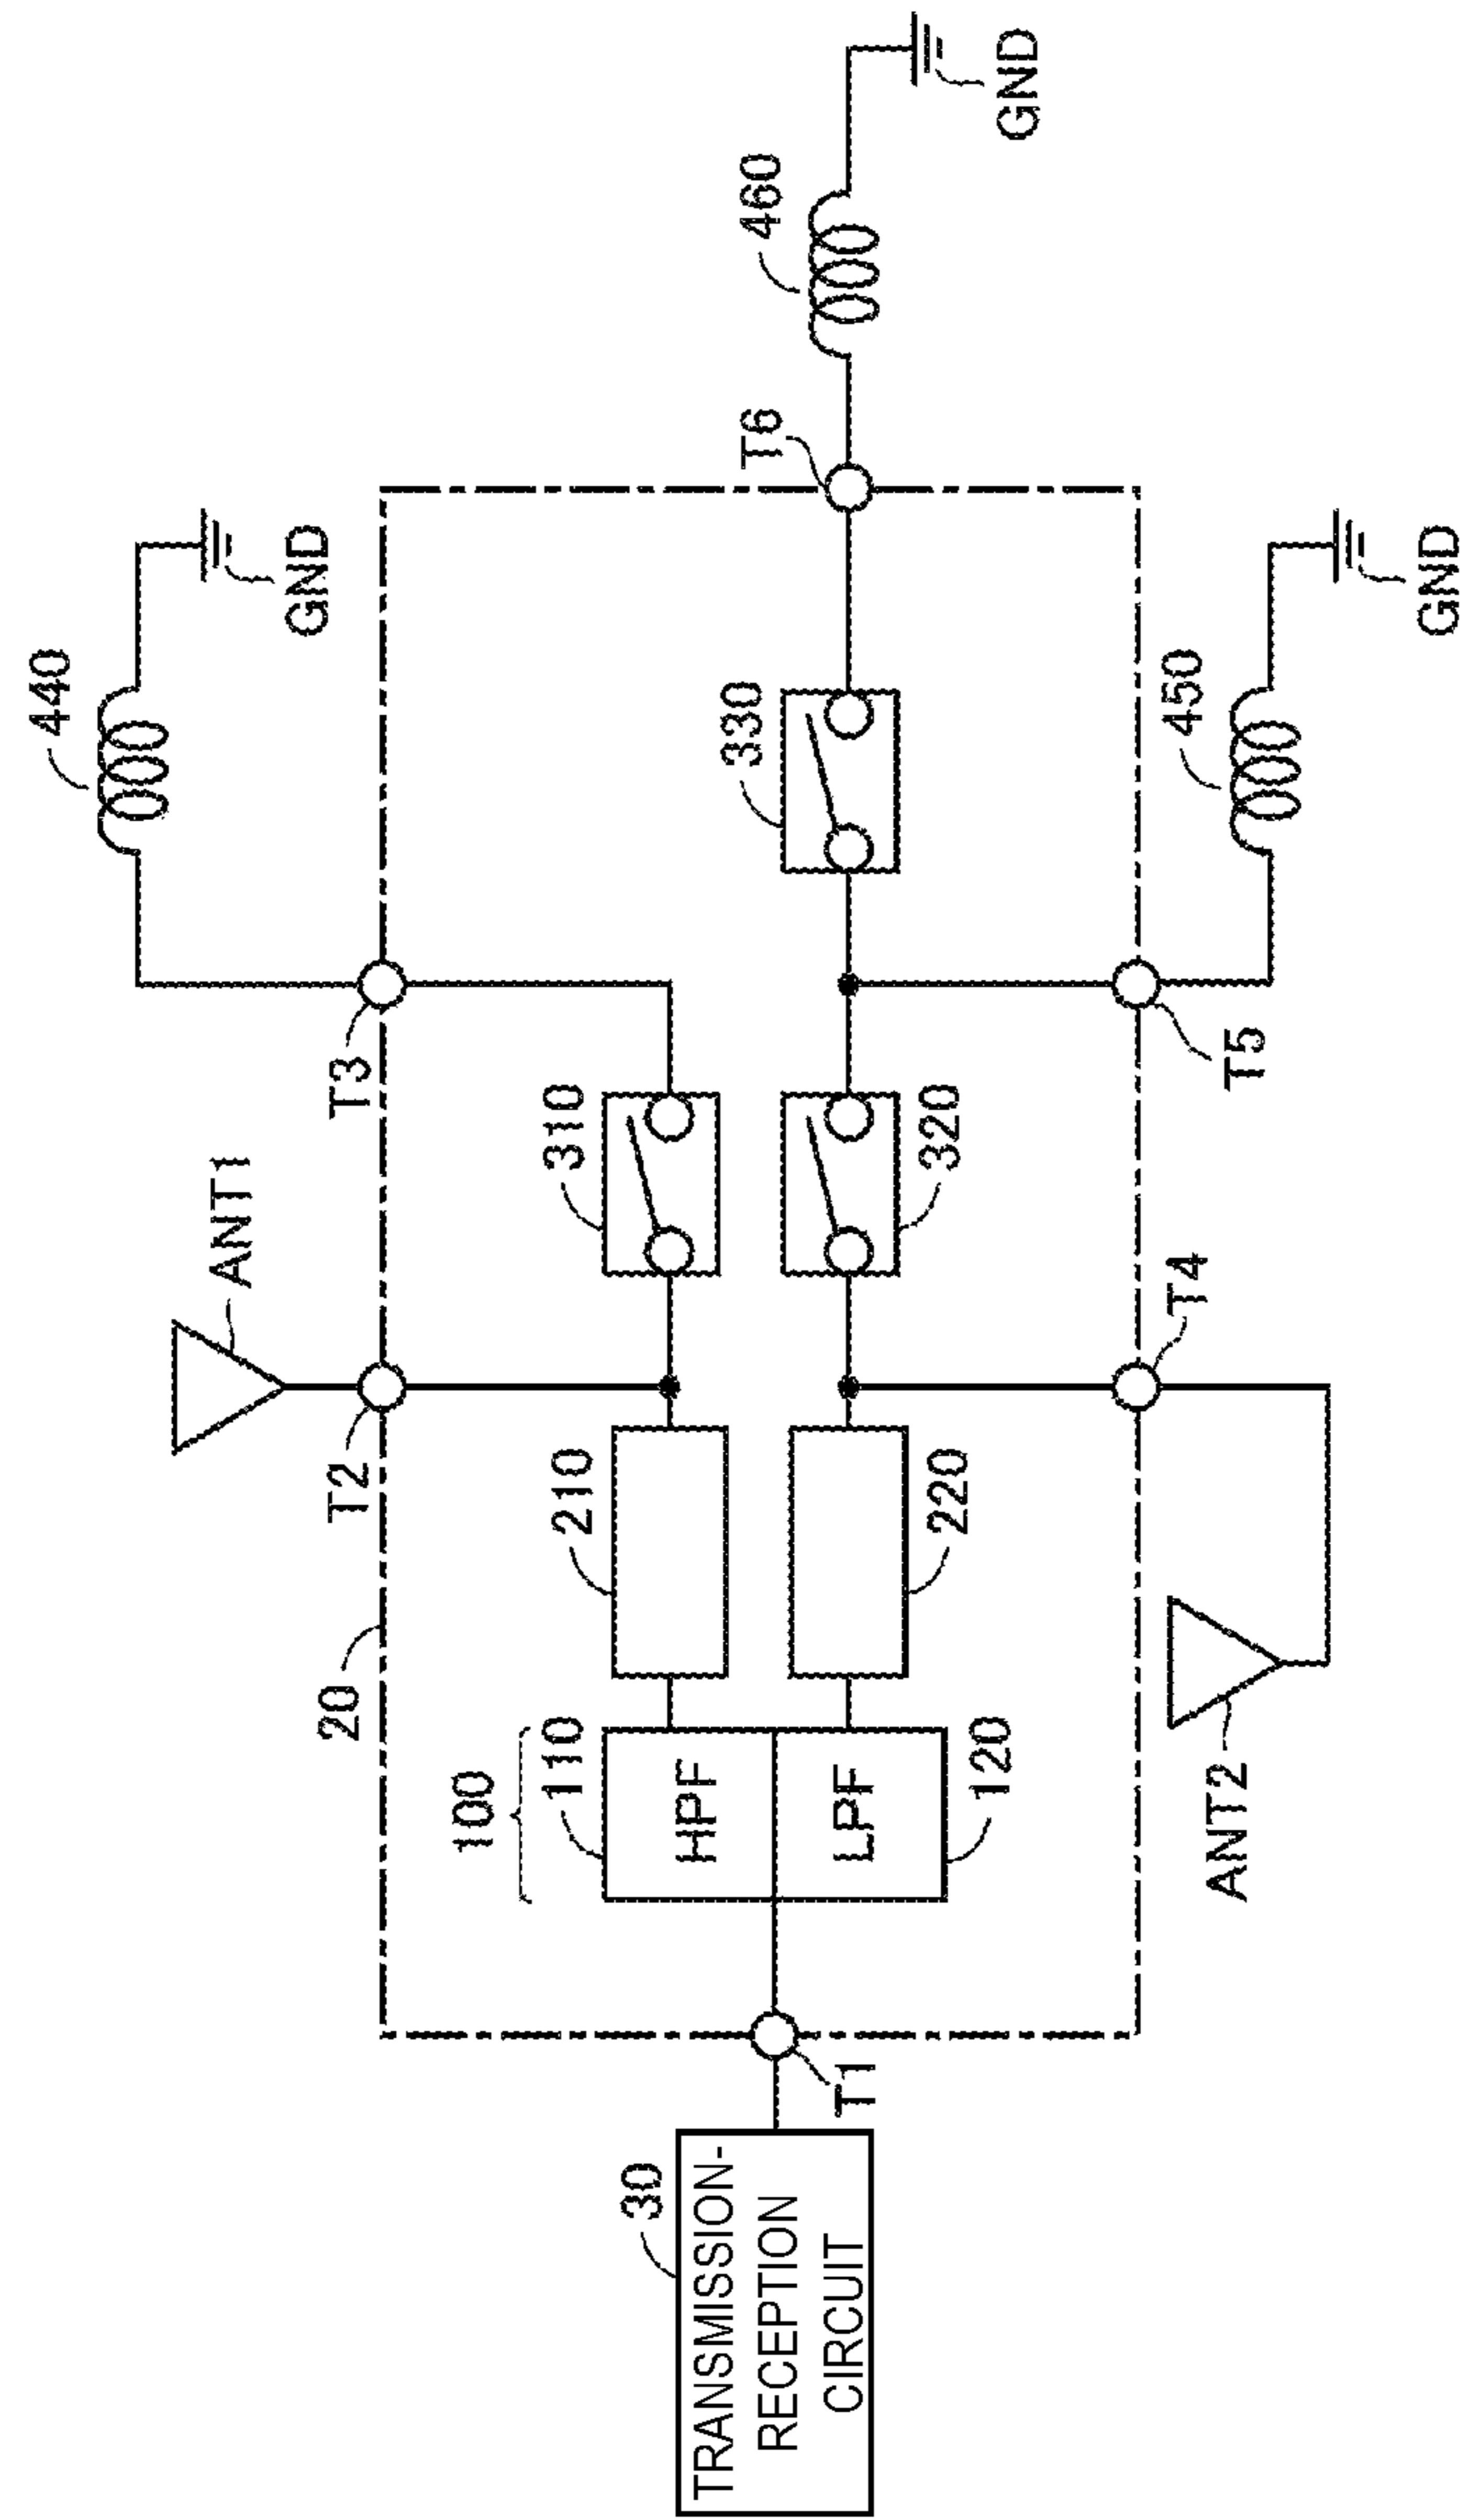 440
GND
T3
ANT1
T2
20
310
210
100
110
HPF
LPF
120
220
320
330
T6
460
GND
30
TRANSMISSION-
RECEPTION
CIRCUIT
T1
T4
ANT2
T5
450
GND